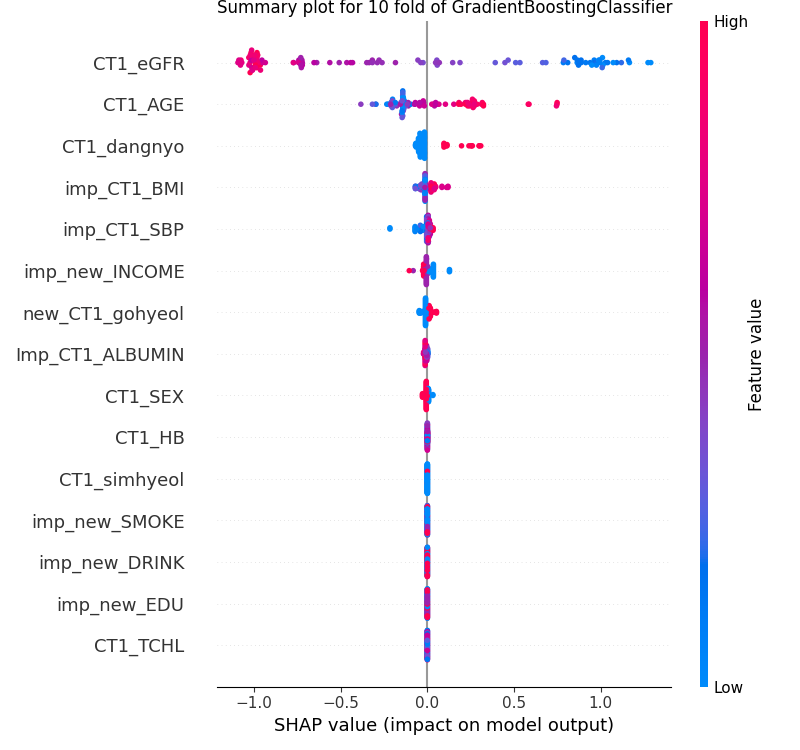 Summary plot for 10 fold of GradientBoostingClassifier
High
CT1_eGFR
CT1_AGE
CT1_dangnyo
imp_CT1_BMI
imp_CT1_SBP
imp_new_INCOME
new_CT1_gohyeol
Imp_CT1_ALBUMIN
CT1_SEX
CT1_HB
CT1_simhyeol
imp_new_SMOKE
imp_new_DRINK
imp_new_EDU
CT1_TCHL
Feature value
Low
−1.0 −0.5 0.0 0.5 1.0
SHAP value (impact on model output)